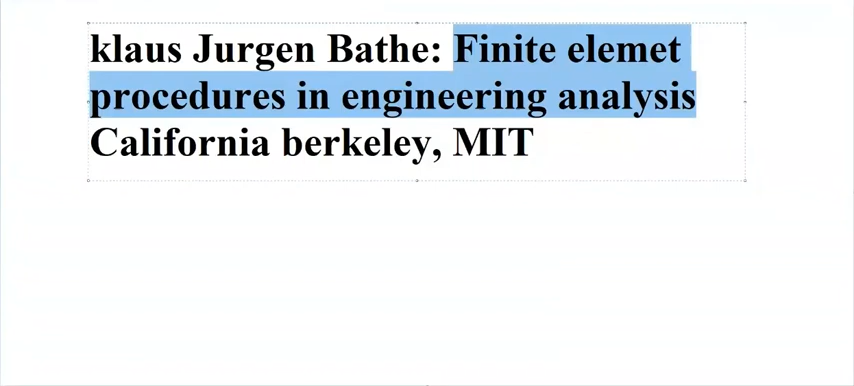 klaus Jurgen Bathe: Finite elemet
procedures in engineering analysis
California berkeley, MIT